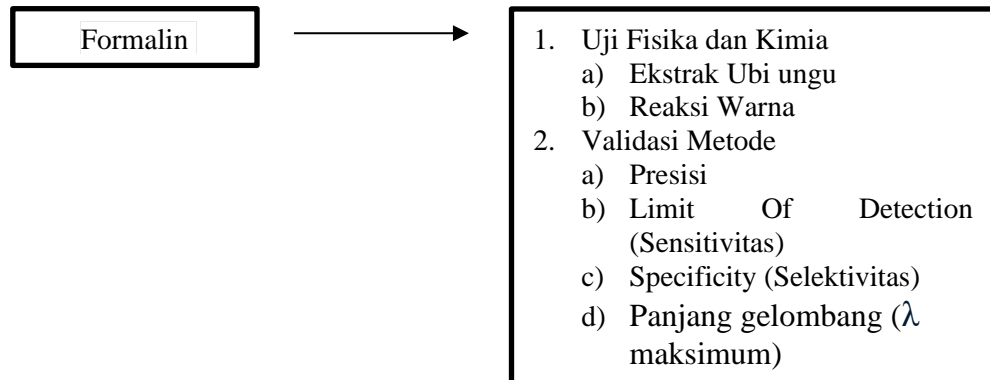 Formalin
1. Uji Fisika dan Kimia
a) Ekstrak Ubi ungu
b) Reaksi Warna
2. Validasi Metode
a) Presisi
b) Limit Of Detection
(Sensitivitas)
c) Specificity (Selektivitas)
d) Panjang gelombang (λ
maksimum)